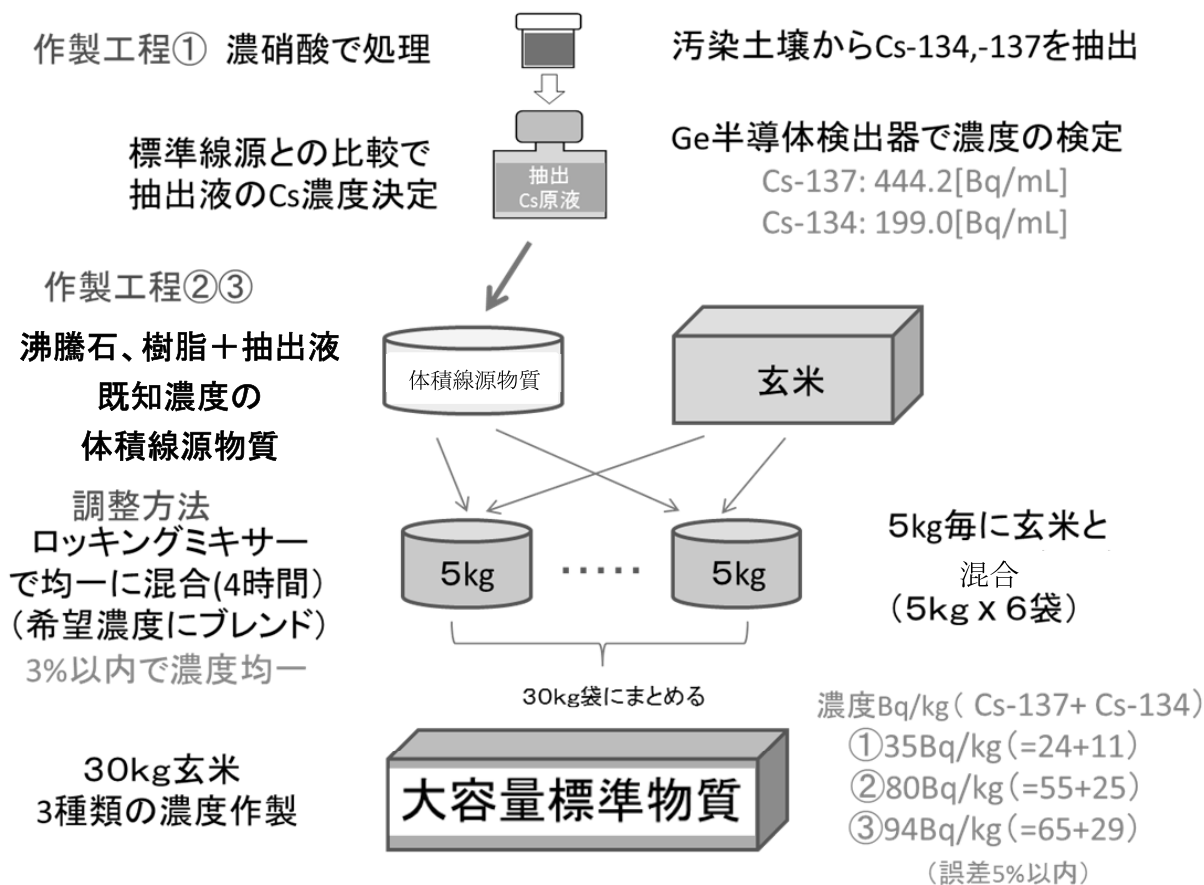 作製工程① 濃硝酸で処理
汚染土壌からCs-134,-137を抽出
標準線源との比較で
抽出液のCs濃度決定
抽出
Cs原液
Ge半導体検出器で濃度の検定
Cs-137: 444.2[Bq/mL]
Cs-134: 199.0[Bq/mL]
作製工程②③
沸騰石、樹脂＋抽出液
既知濃度の
体積線源物質
体積線源物質
玄米
調整方法
ロッキングミキサー
で均一に混合(4時間)
(希望濃度にブレンド)
3%以内で濃度均一
5kg
・・・・・
5kg
5kg毎に玄米と
混合
(5kg x 6袋)
30kg袋にまとめる
30kg玄米
3種類の濃度作製
大容量標準物質
濃度Bq/kg( Cs-137+ Cs-134)
①35Bq/kg(=24+11)
②80Bq/kg(=55+25)
③94Bq/kg(=65+29)
(誤差5%以内)